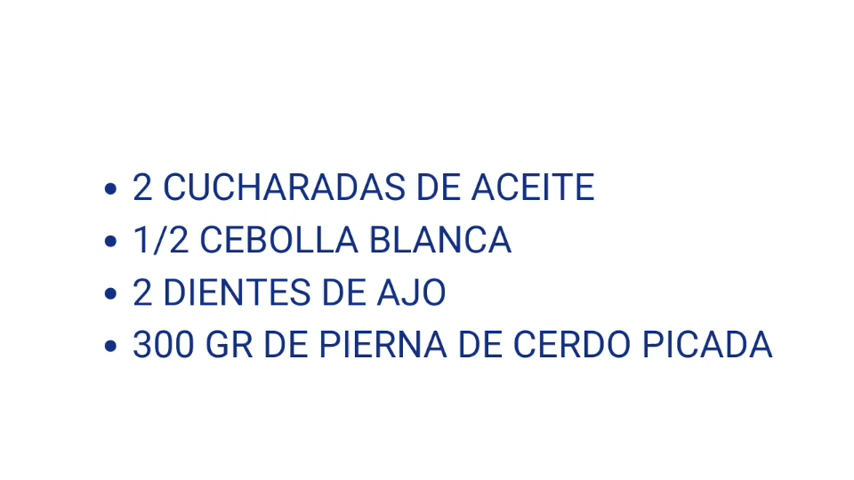 • 2 CUCHARADAS DE ACEITE
• 1/2 CEBOLLA BLANCA
• 2 DIENTES DE AJO
• 300 GR DE PIERNA DE CERDO PICADA